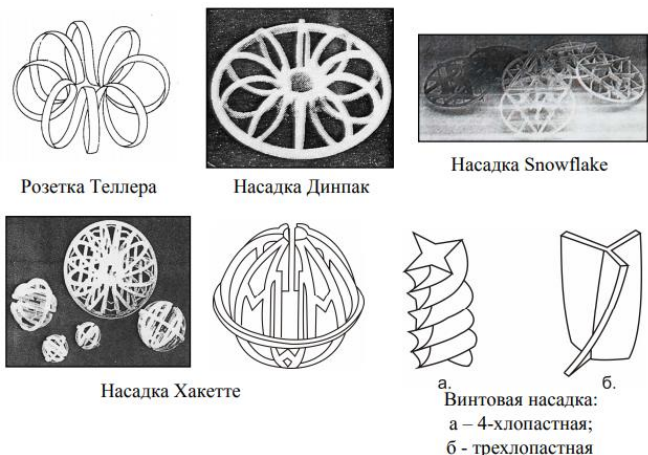 Розетка Теллера
Насадка Динпак
Насадка Snowflake
Насадка Хакетте
а.
б.
Винтовая насадка:
а – 4-хлопастная;
б - трехлопастная